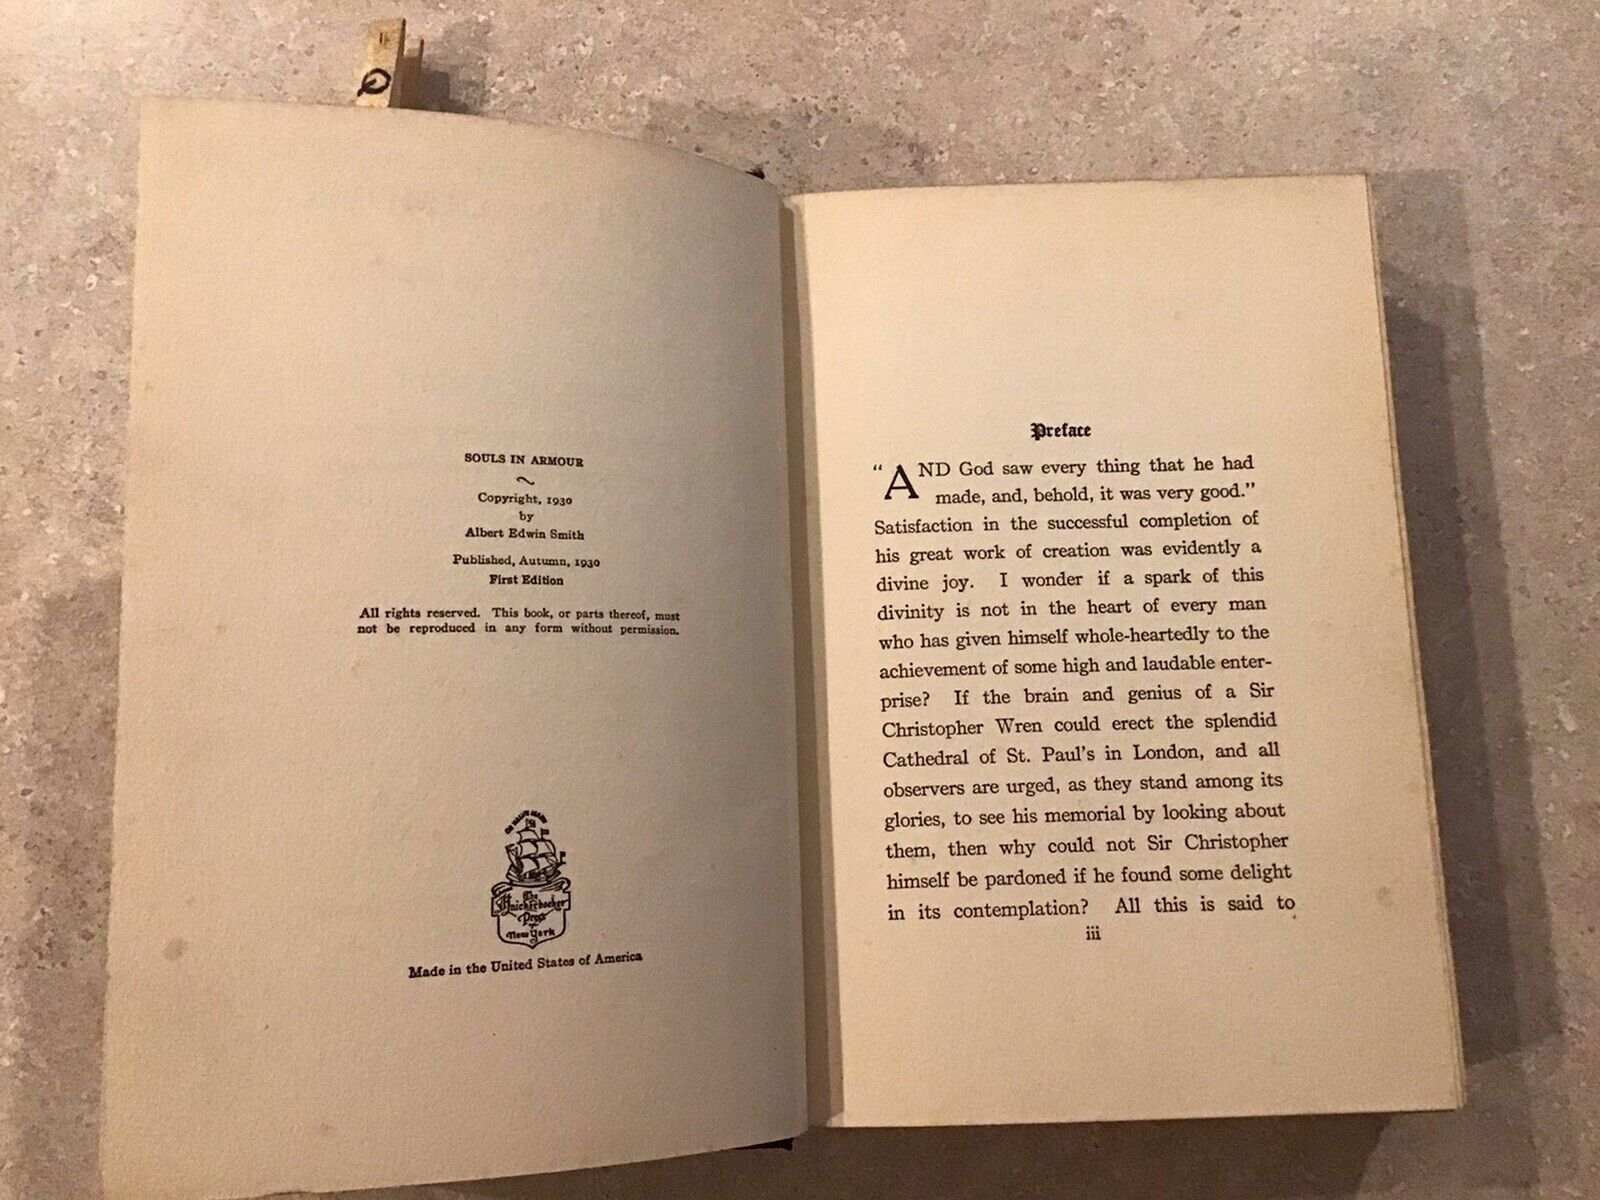 SOULS IN ARMOUR
Copyright, 1930
by
Albert Edwin Smith
Published, Autumn, 1930
First Edition
All rights reserved. This book, or parts thereof, must
not be reproduced in any form without permission.
The
Knickerbocker
Press
New York
Made in the United States of America
Preface
“AND God saw every thing that he had
made, and, behold, it was very good.”
Satisfaction in the successful completion of
his great work of creation was evidently a
divine joy. I wonder if a spark of this
divinity is not in the heart of every man
who has given himself whole-heartedly to the
achievement of some high and laudable enter-
prise? If the brain and genius of a Sir
Christopher Wren could erect the splendid
Cathedral of St. Paul's in London, and all
observers are urged, as they stand among its
glories, to see his memorial by looking about
them, then why could not Sir Christopher
himself be pardoned if he found some delight
in its contemplation? All this is said to
iii